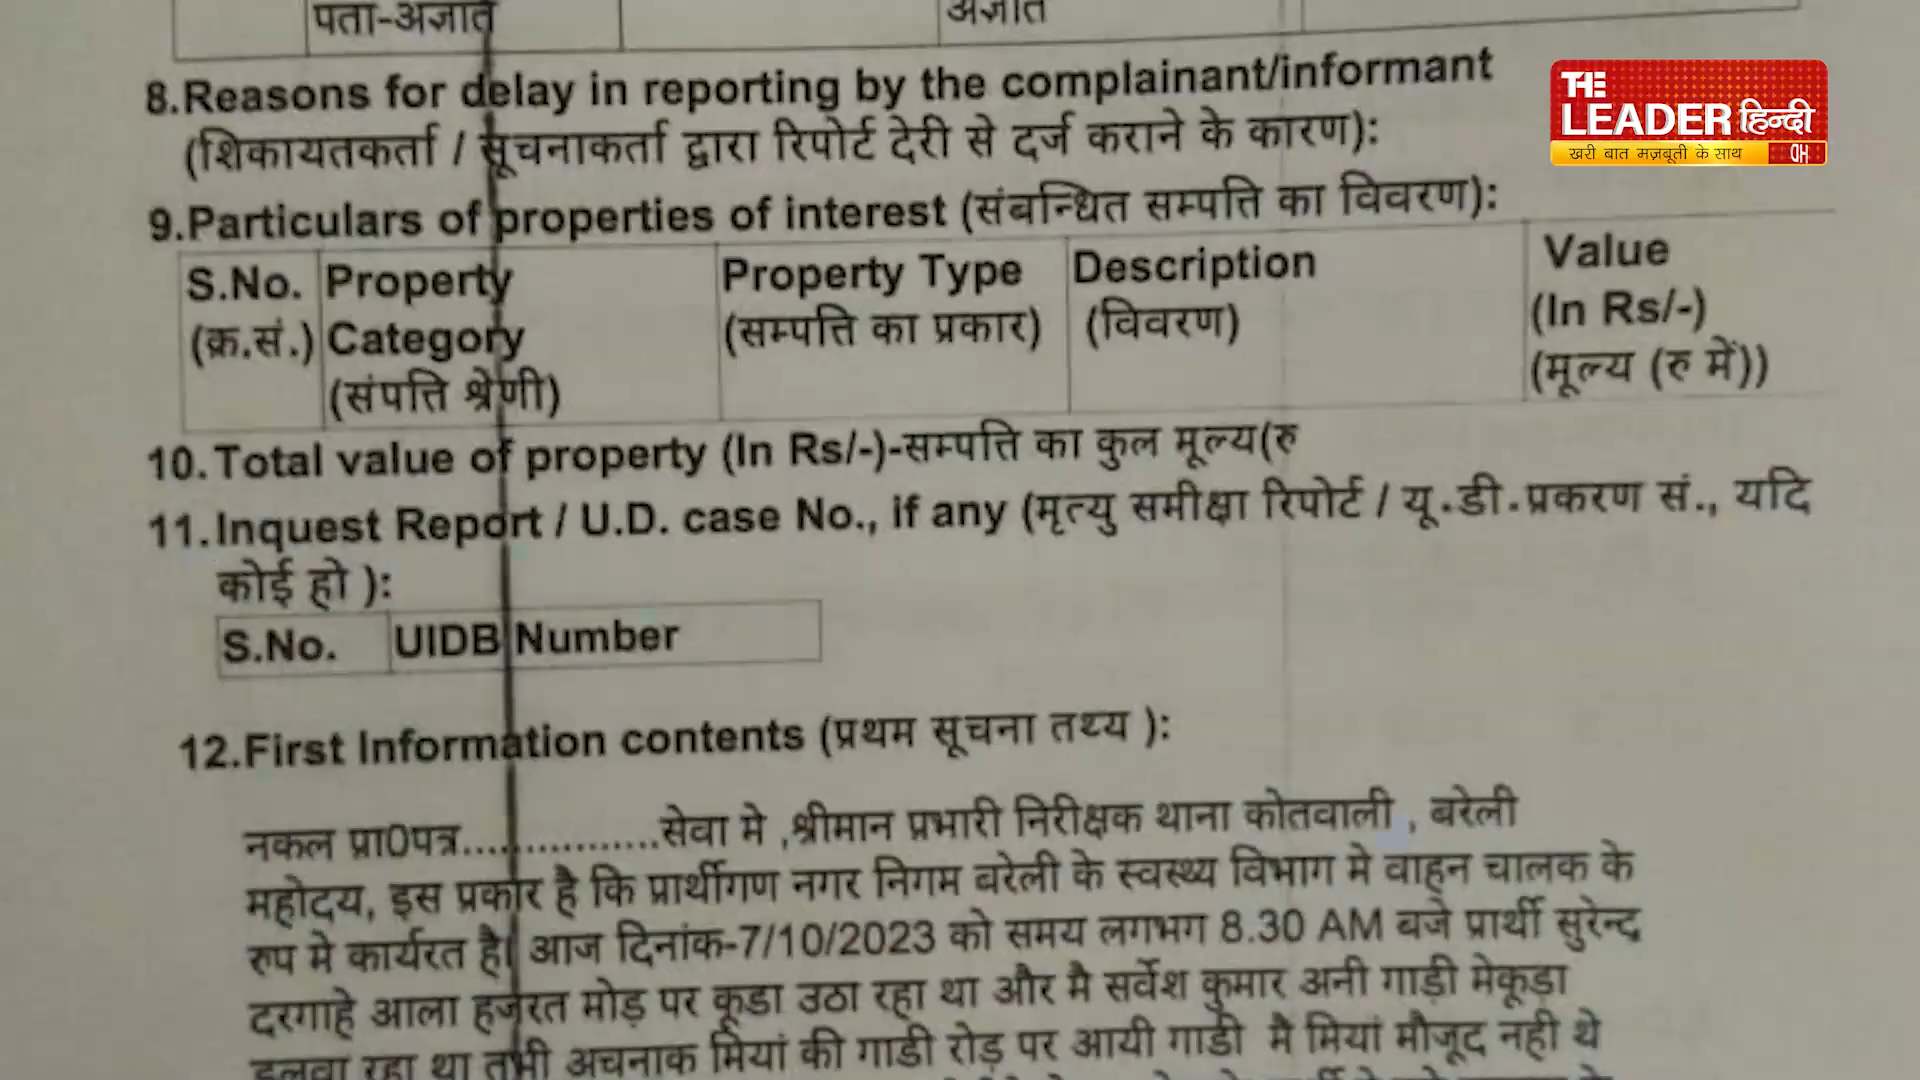 पता-अज्ञात
अज्ञात
8.Reasons for delay in reporting by the complainant/informant
(शिकायतकर्ता / सूचनाकर्ता द्वारा रिपोर्ट देरी से दर्ज कराने के कारण):
THE
LEADER हिन्दी
खरी बात मज़बूती के साथ
9.Particulars of properties of interest (संबन्धित सम्पत्ति का विवरण):
S.No. Property Property Type Description Value
(क्र.सं.) Category (सम्पत्ति का प्रकार) (विवरण) (In Rs/-)
(संपत्ति श्रेणी) (मूल्य (रु में))
10.Total value of property (In Rs/-)-सम्पत्ति का कुल मूल्य(रु
11.Inquest Report / U.D. case No., if any (मृत्यु समीक्षा रिपोर्ट / यू.डी.प्रकरण सं., यदि
कोई हो ):
S.No. UIDB Number
12.First Information contents (प्रथम सूचना तथ्य ):
नकल प्रा0पत्र.................सेवा मे ,श्रीमान प्रभारी निरीक्षक थाना कोतवाली , बरेली
महोदय, इस प्रकार है कि प्रार्थीगण नगर निगम बरेली के स्वस्थ्य विभाग मे वाहन चालक के
रुप मे कार्यरत है। आज दिनांक-7/10/2023 को समय लगभग 8.30 AM बजे प्रार्थी सुरेन्द्र
दरगाहे आला हजरत मोड़ पर कूडा उठा रहा था और मै सर्वेश कुमार अनी गाड़ी मेकूडा
डलवा रहा था तभी अचनाक मियां की गाडी रोड़ पर आयी गाडी मै मियां मौजूद नही थे